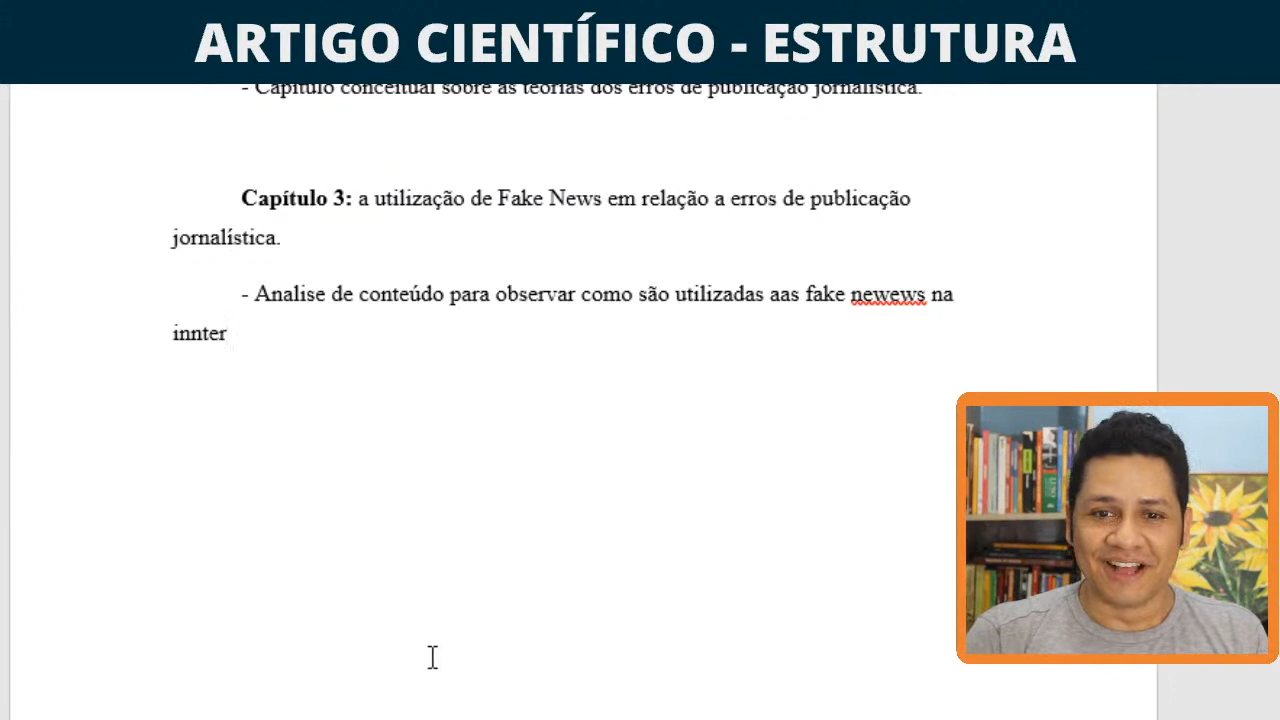 ARTIGO CIENTÍFICO - ESTRUTURA
- Capítulo conceitual sobre as teorias dos erros de publicação jornalística.
Capítulo 3: a utilização de Fake News em relação a erros de publicação
jornalística.
- Analise de conteúdo para observar como são utilizadas aas fake newews na
innter